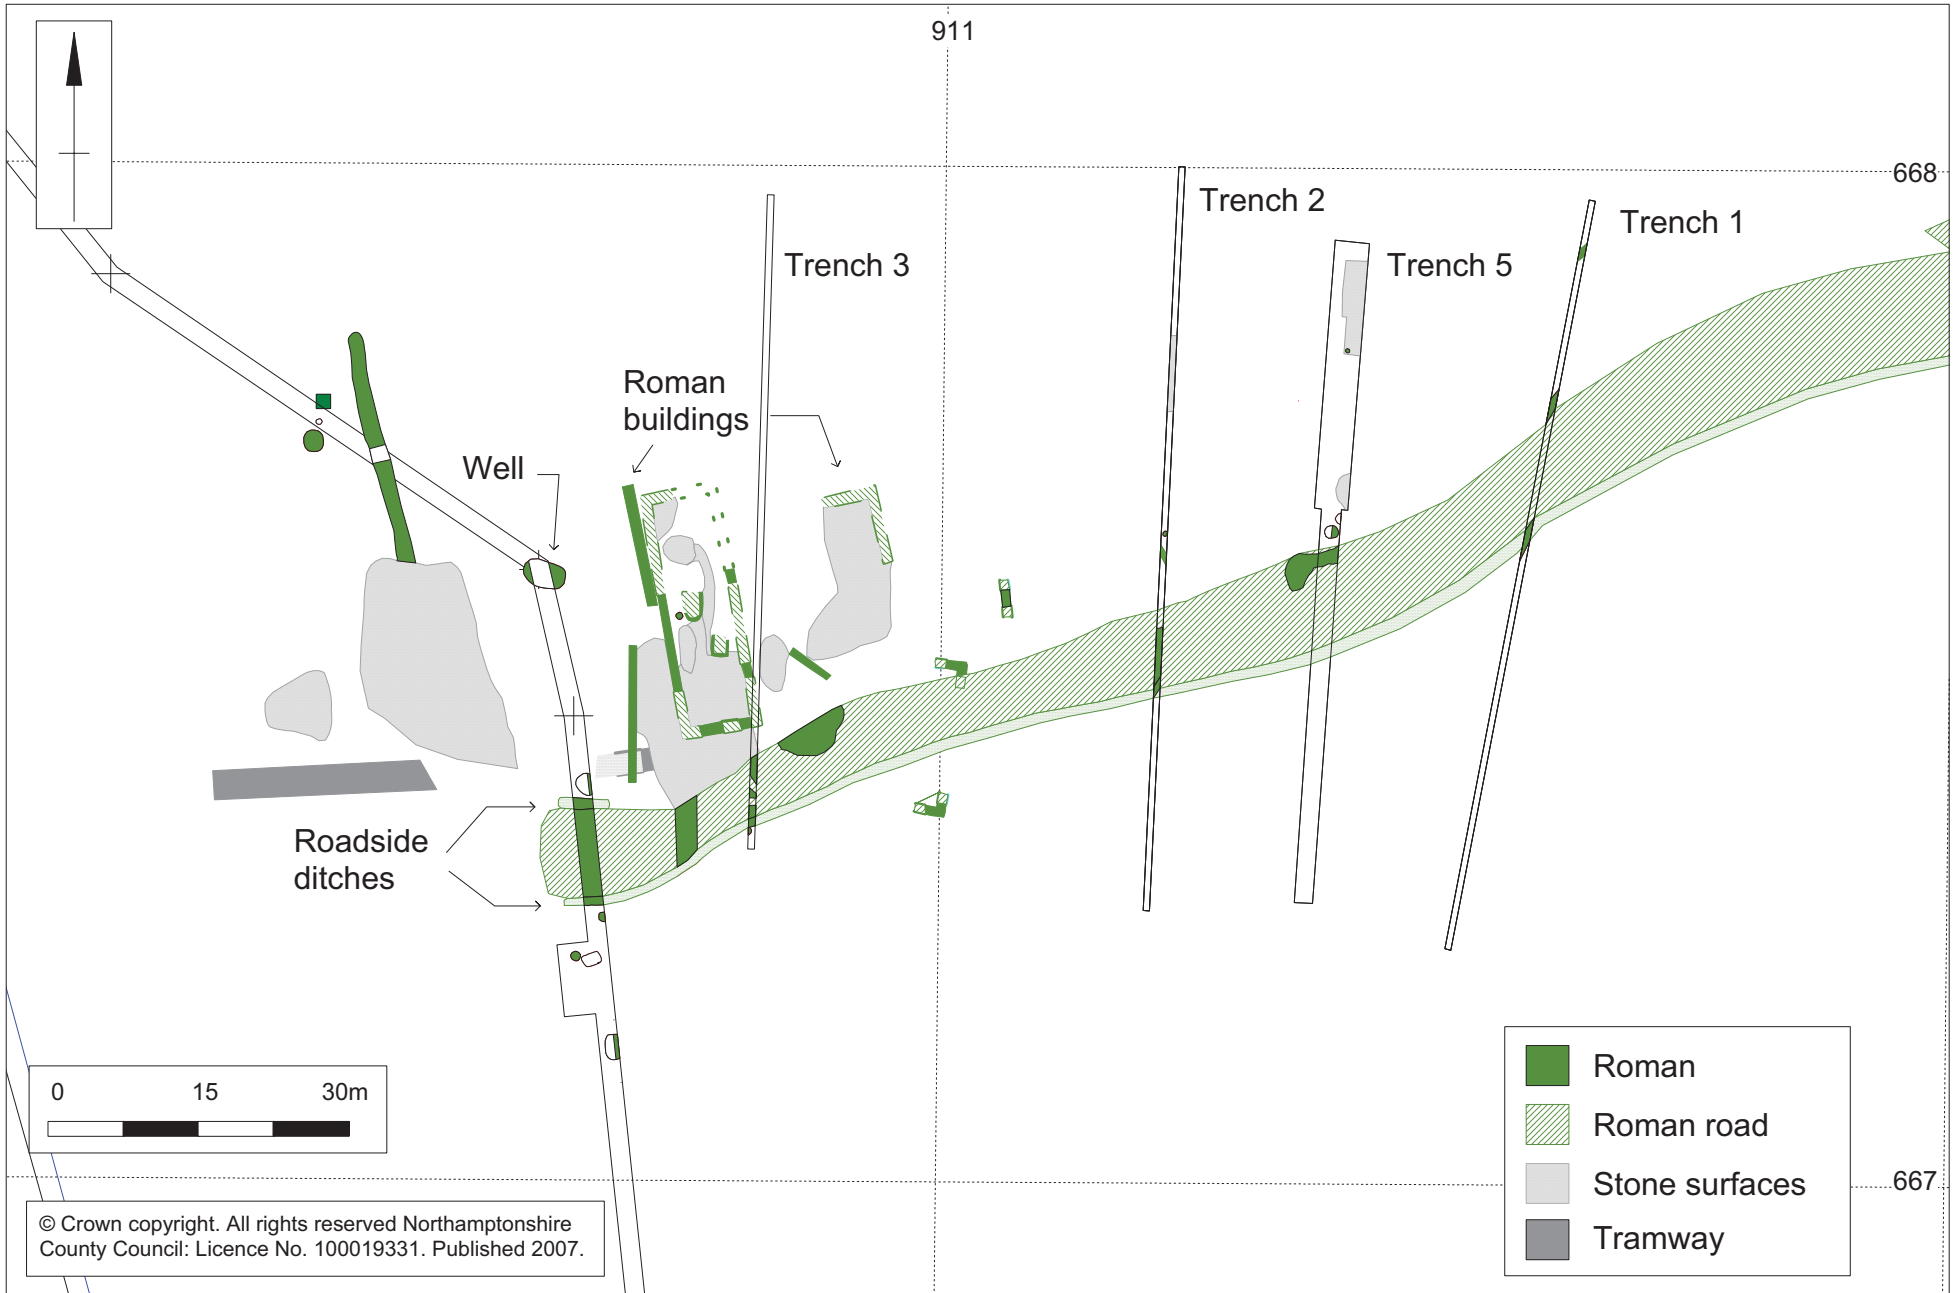 911
668
Trench 2
Trench 1
Trench 3
Trench 5
Roman
buildings
Well
Roadside
ditches
0 15 30m
Roman
Roman road
Stone surfaces
Tramway
667
© Crown copyright. All rights reserved Northamptonshire
County Council: Licence No. 100019331. Published 2007.